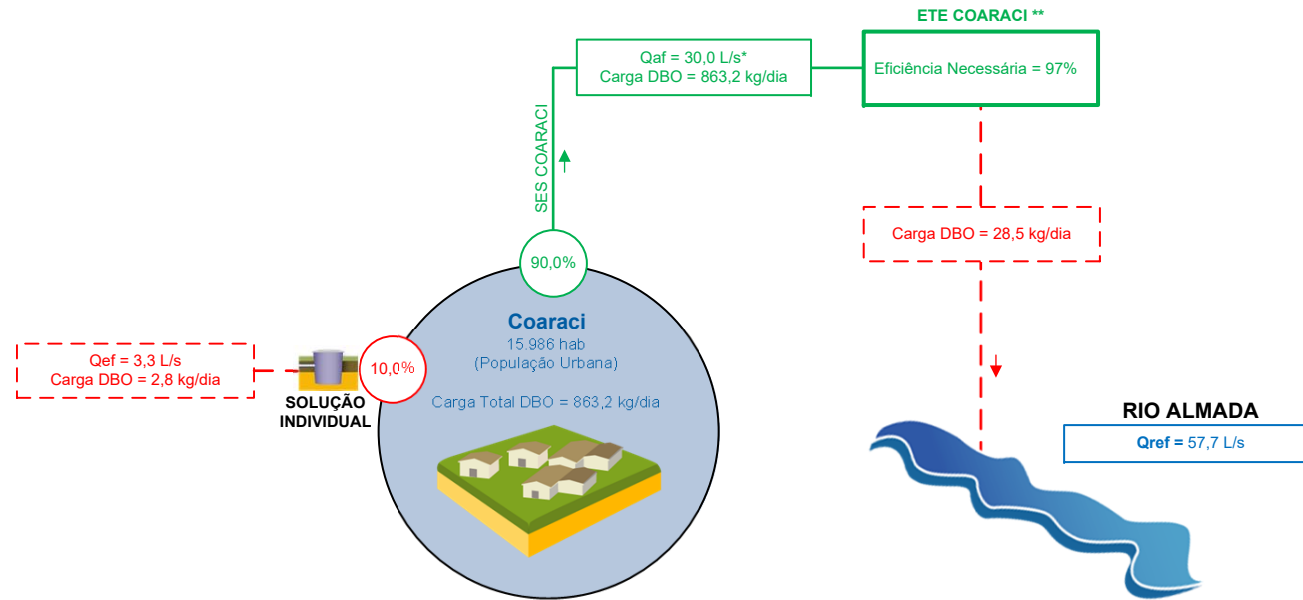 ETE COARACI **
Qaf = 30,0 L/s*
Carga DBO = 863,2 kg/dia
Eficiência Necessária = 97%
SES COARACI
Carga DBO = 28,5 kg/dia
90,0%
Coaraci
15.986 hab
(População Urbana)
Carga Total DBO = 863,2 kg/dia
Qef = 3,3 L/s
Carga DBO = 2,8 kg/dia
10,0%
SOLUÇÃO
INDIVIDUAL
RIO ALMADA
Qref = 57,7 L/s